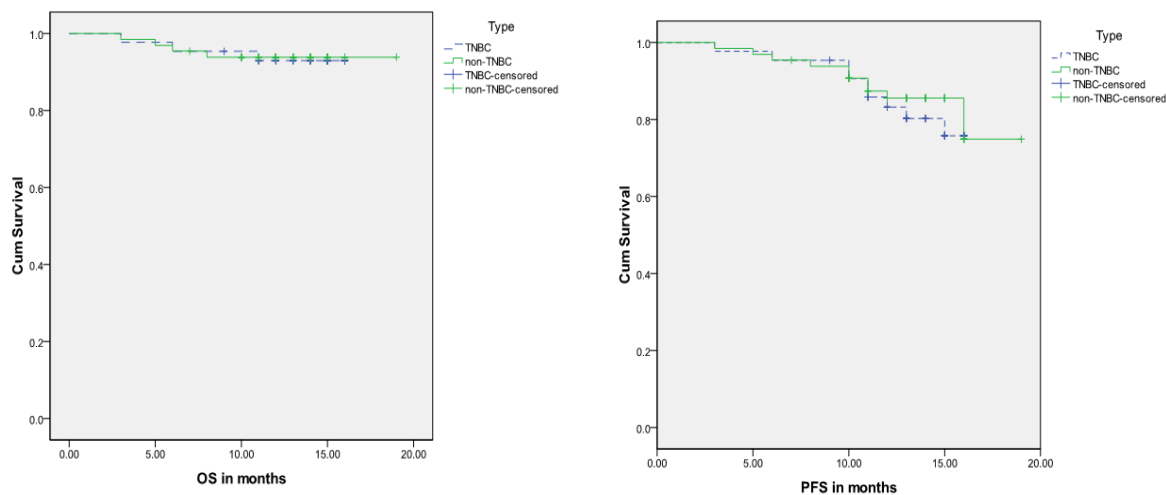 Type
TNBC
non-TNBC
TNBC-censored
non-TNBC-censored
Cum Survival
1.0
0.8
0.6
0.4
0.2
0.0
0.00
5.00
10.00
15.00
20.00
OS in months
Type
TNBC
non-TNBC
TNBC-censored
non-TNBC-censored
Cum Survival
1.0
0.8
0.6
0.4
0.2
0.0
0.00
5.00
10.00
15.00
20.00
PFS in months